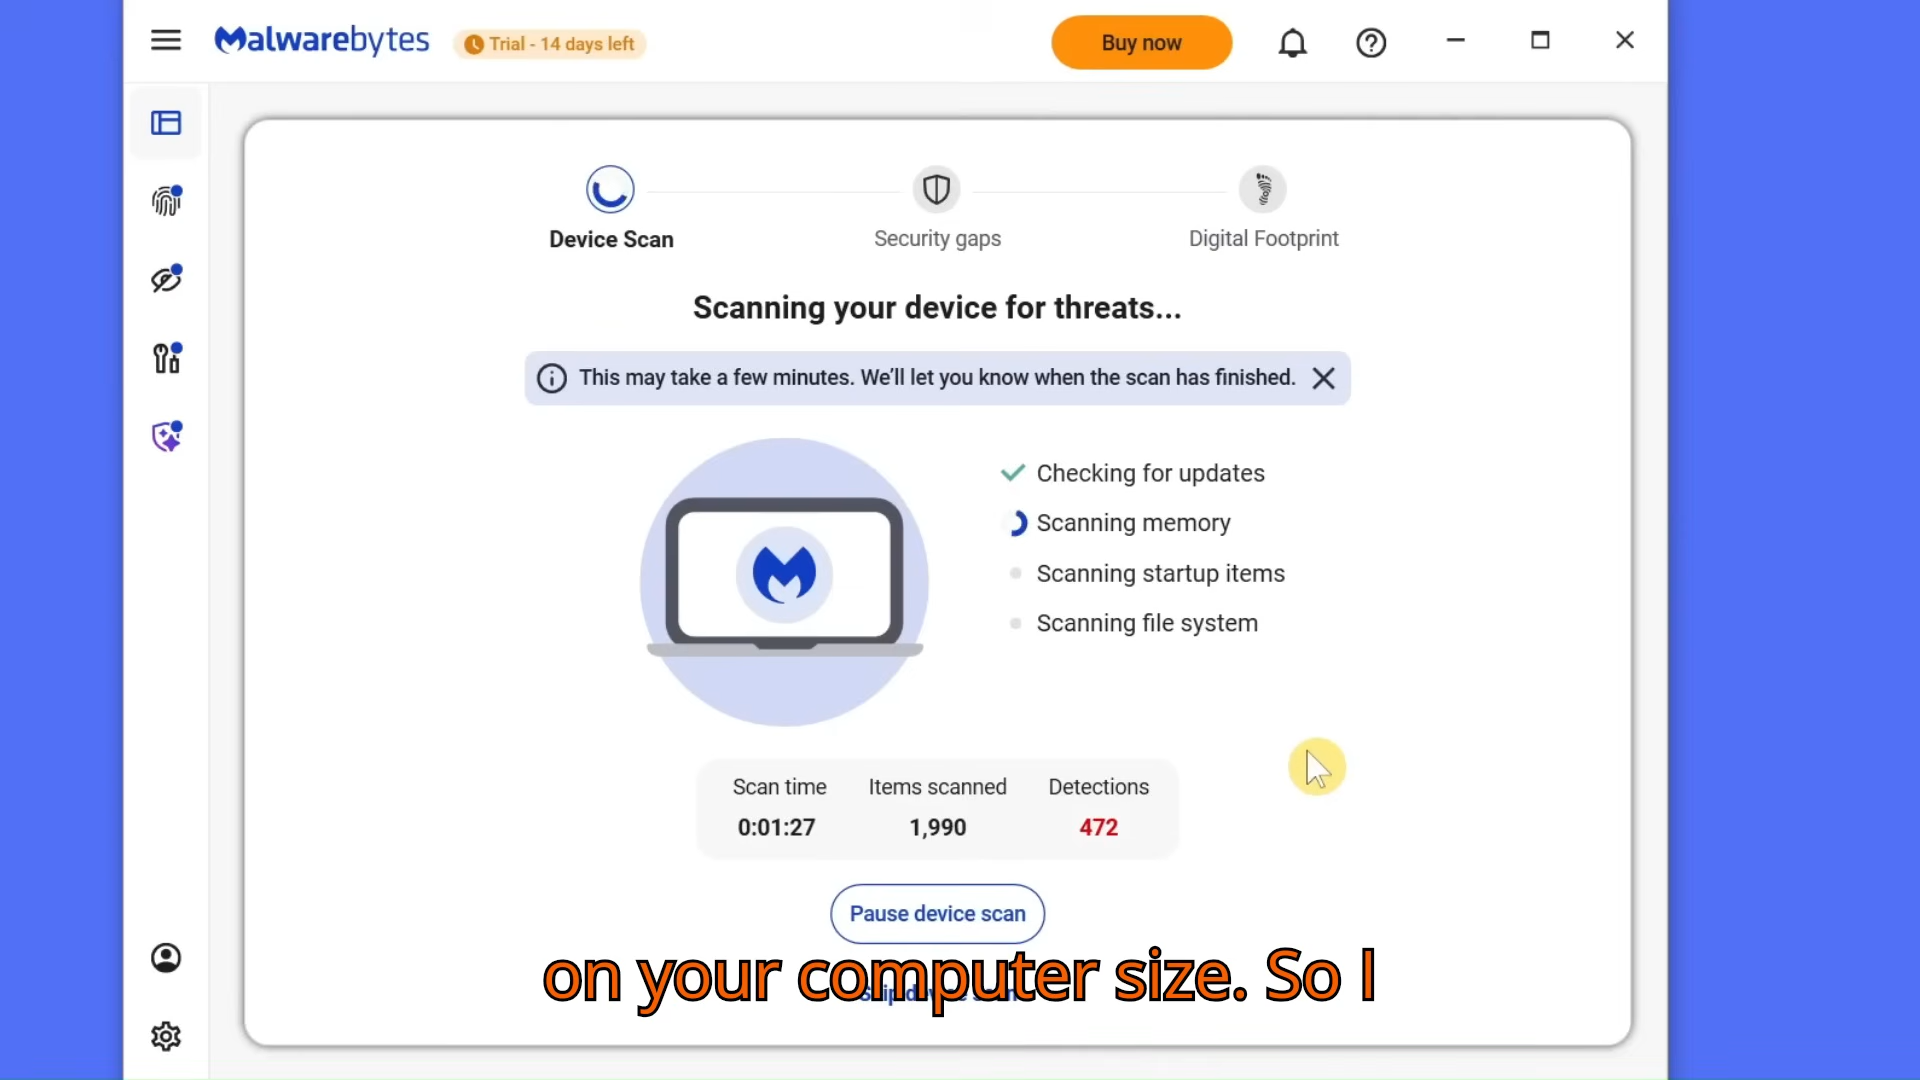 Malwarebytes
Trial - 14 days left
Buy now
Device Scan
Security gaps
Digital Footprint
Scanning your device for threats...
This may take a few minutes. We'll let you know when the scan has finished.
Checking for updates
Scanning memory
Scanning startup items
Scanning file system
Scan time
Items scanned
Detections
0:01:27
1,990
472
Pause device scan
on your computer size. So I